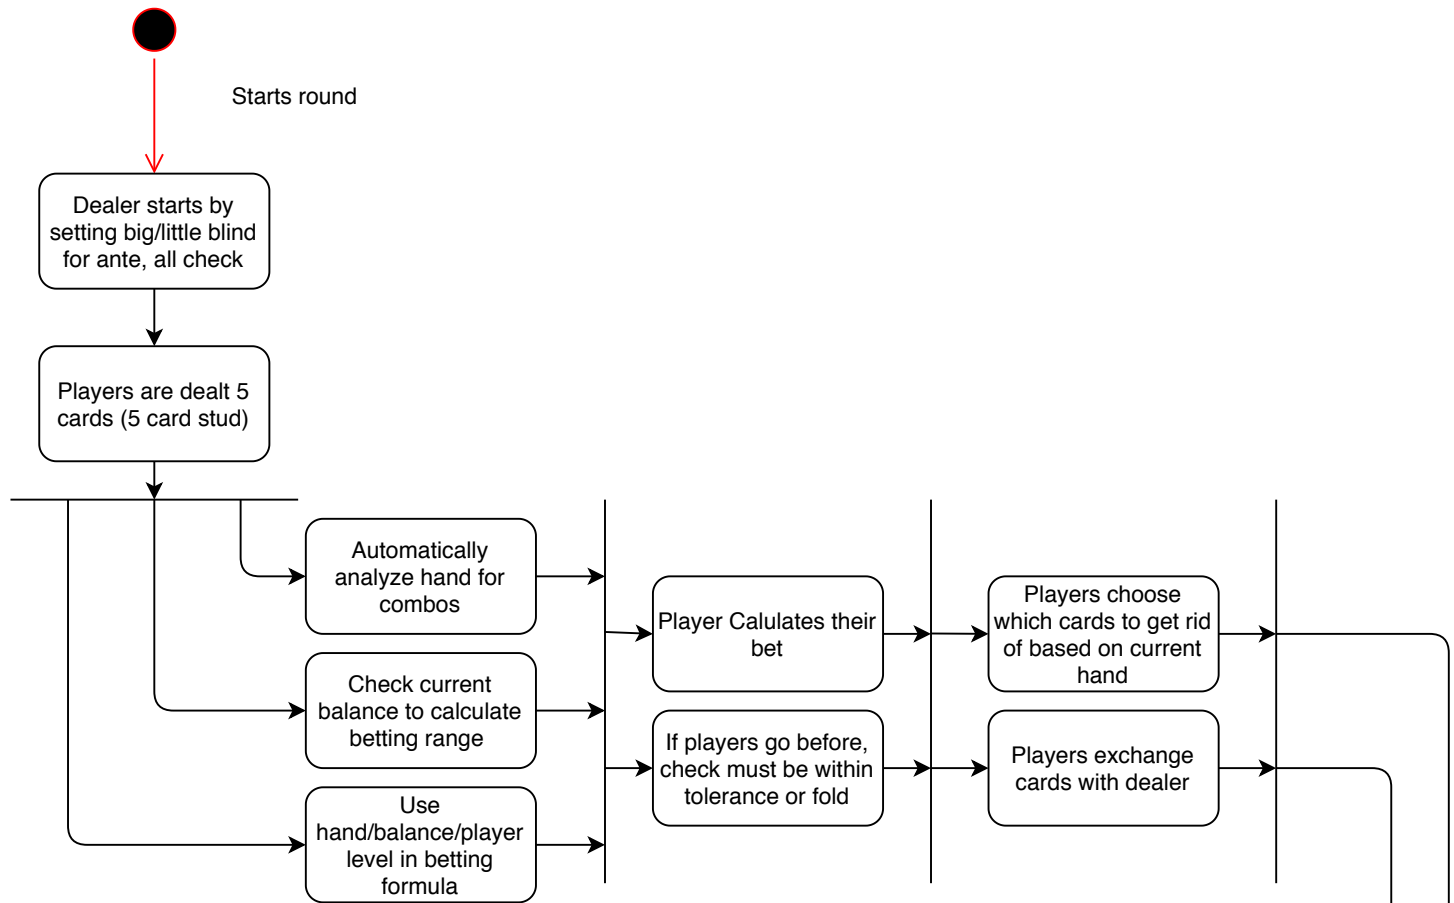 Starts round
Dealer starts by
setting big/little blind
for ante, all check
Players are dealt 5
cards (5 card stud)
Automatically
analyze hand for
combos
Check current
balance to calculate
betting range
Use
hand/balance/player
level in betting
formula
Player Calulates their
bet
If players go before,
check must be within
tolerance or fold
Players choose
which cards to get rid
of based on current
hand
Players exchange
cards with dealer